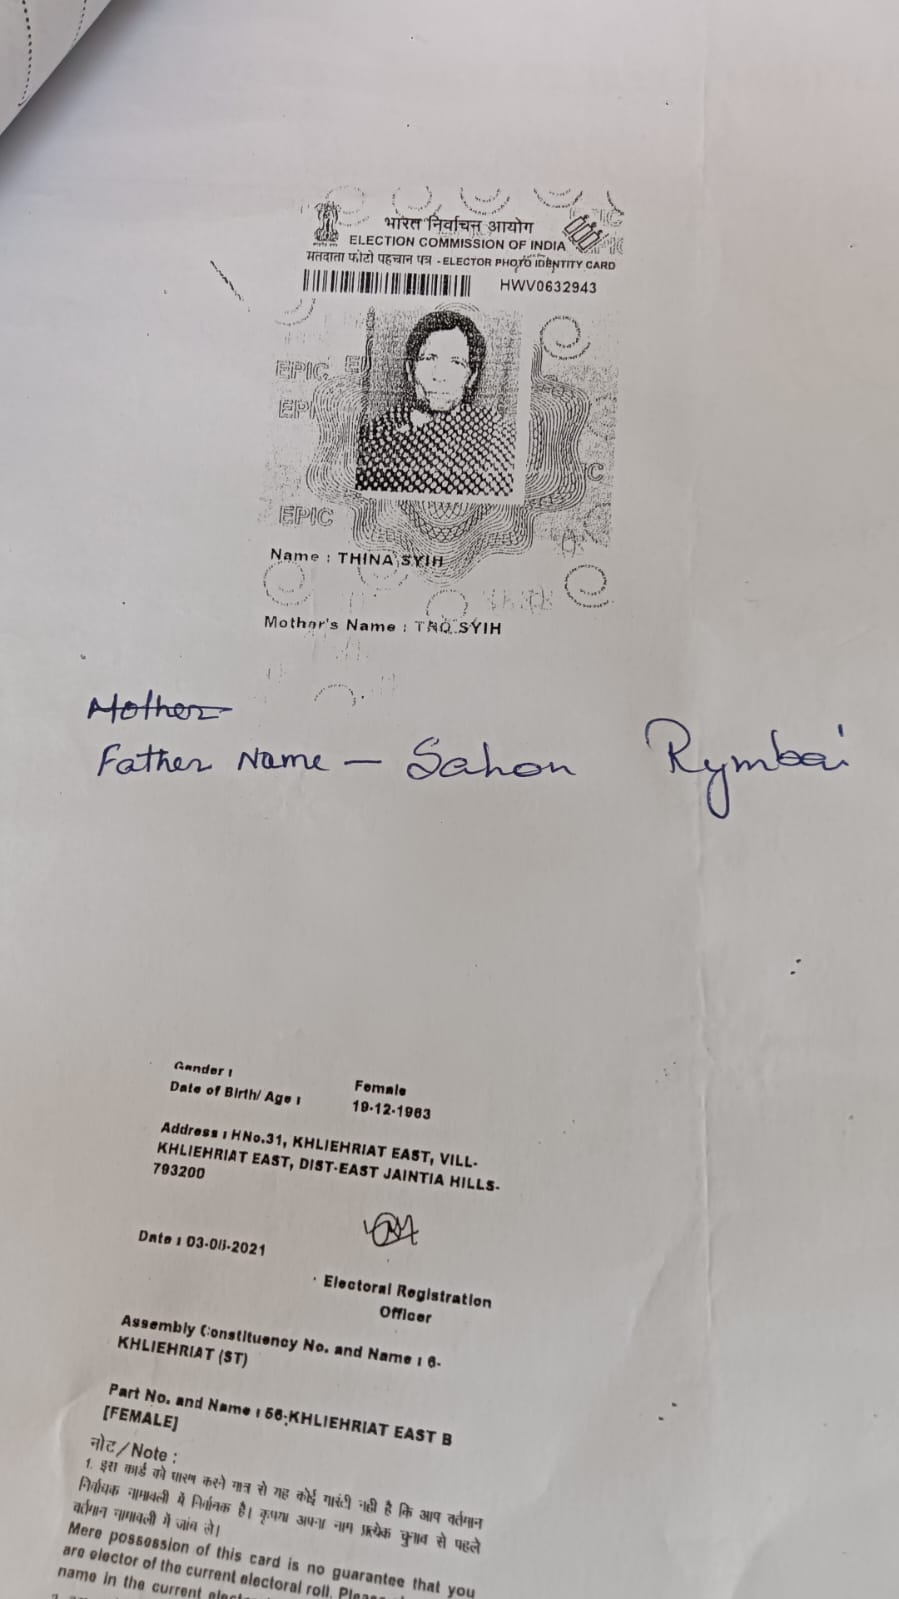 भारत निर्वाचन आयोग
ELECTION COMMISSION OF INDIA
मतदाता फोटो पहचान पत्र - ELECTOR PHOTO IDENTITY CARD
HWV0632943
EPIC
EPIC
Name : THINA SYIH
Mother's Name : SYIH
Mother
Father Name — Sahon Rymbai
Gender : Female
Date of Birth/ Age : 19-12-1963
Address : HNo.31, KHLIEHRIAT EAST, VILL-
KHLIEHRIAT EAST, DIST-EAST JAINTIA HILLS-
793200
Date : 2021
Electoral Registration
Officer
Assembly Constituency No. and Name : 6-
KHLIEHRIAT (ST)
Part No. and Name : 56-KHLIEHRIAT EAST B
[FEMALE]
नोट/Note :
1. इस कार्ड को धारण करने मात्र से यह कोई गारंटी नही है कि आप वर्तमान
निर्वाचक नामावली में निर्वाचक है। कृपया अपना नाम प्रत्येक चुनाव से पहले
वर्तमान नामावली में जांच ले।
Mere possession of this card is no guarantee that you
are elector of the current electoral roll.
name in the current